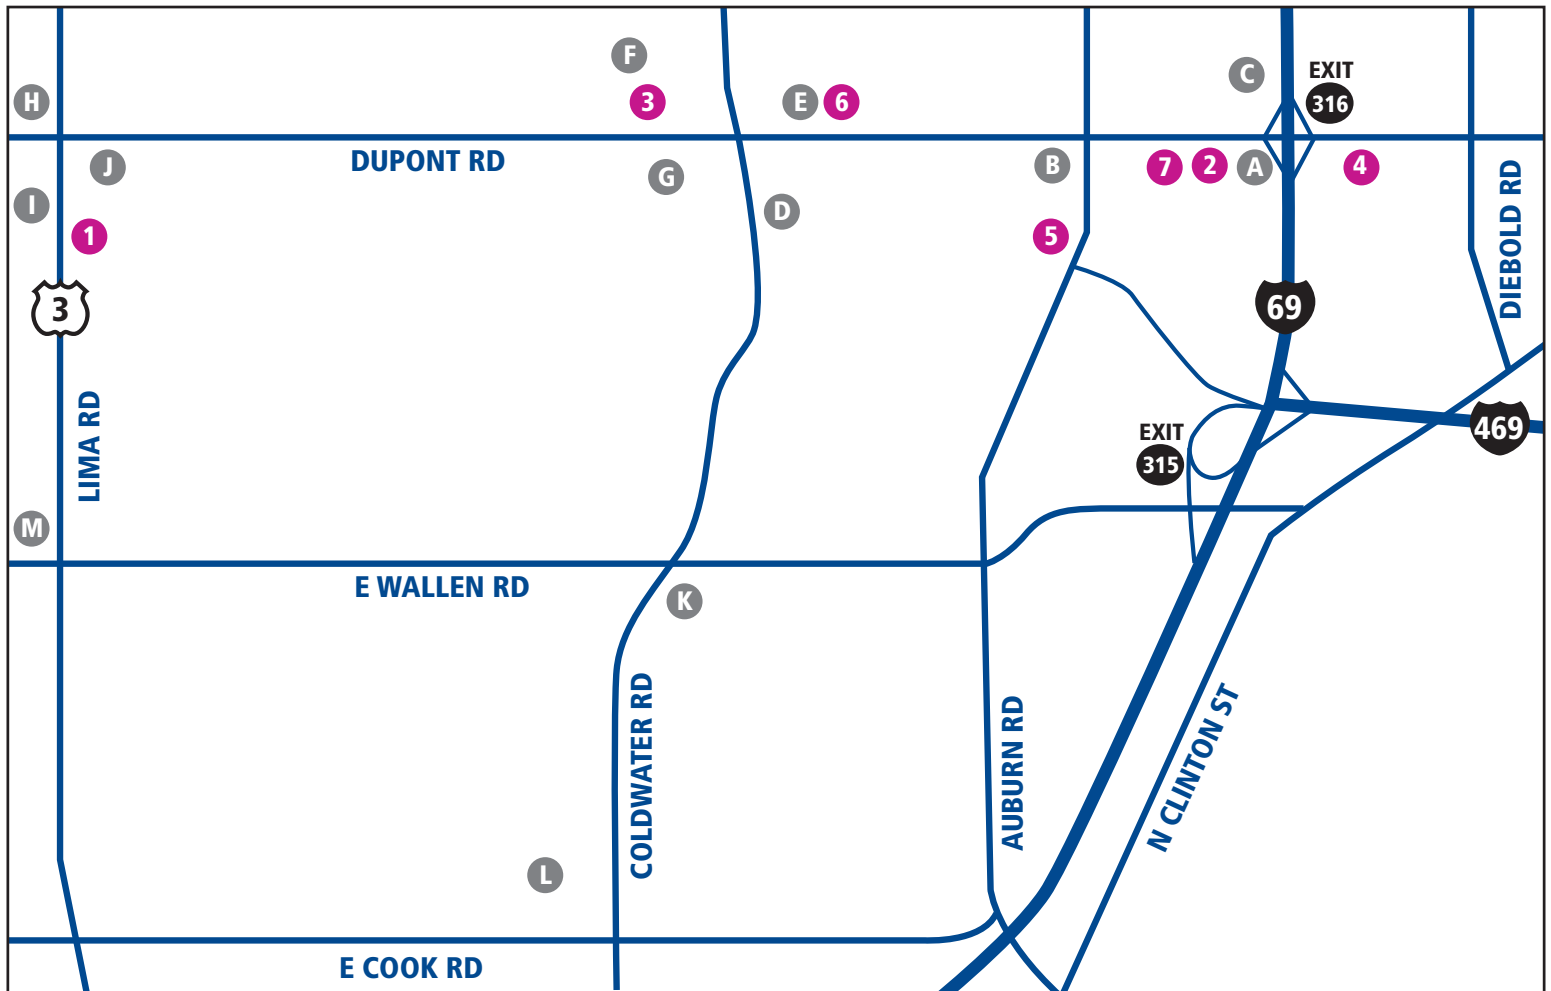 F
C
EXIT
316
H
3
E 6
DUPONT RD
J
G
B
7
2
A
4
I
D
1
5
DIEBOLD RD
3
69
LIMA RD
469
EXIT
315
M
E WALLEN RD
K
COLDWATER RD
AUBURN RD
N CLINTON ST
L
E COOK RD